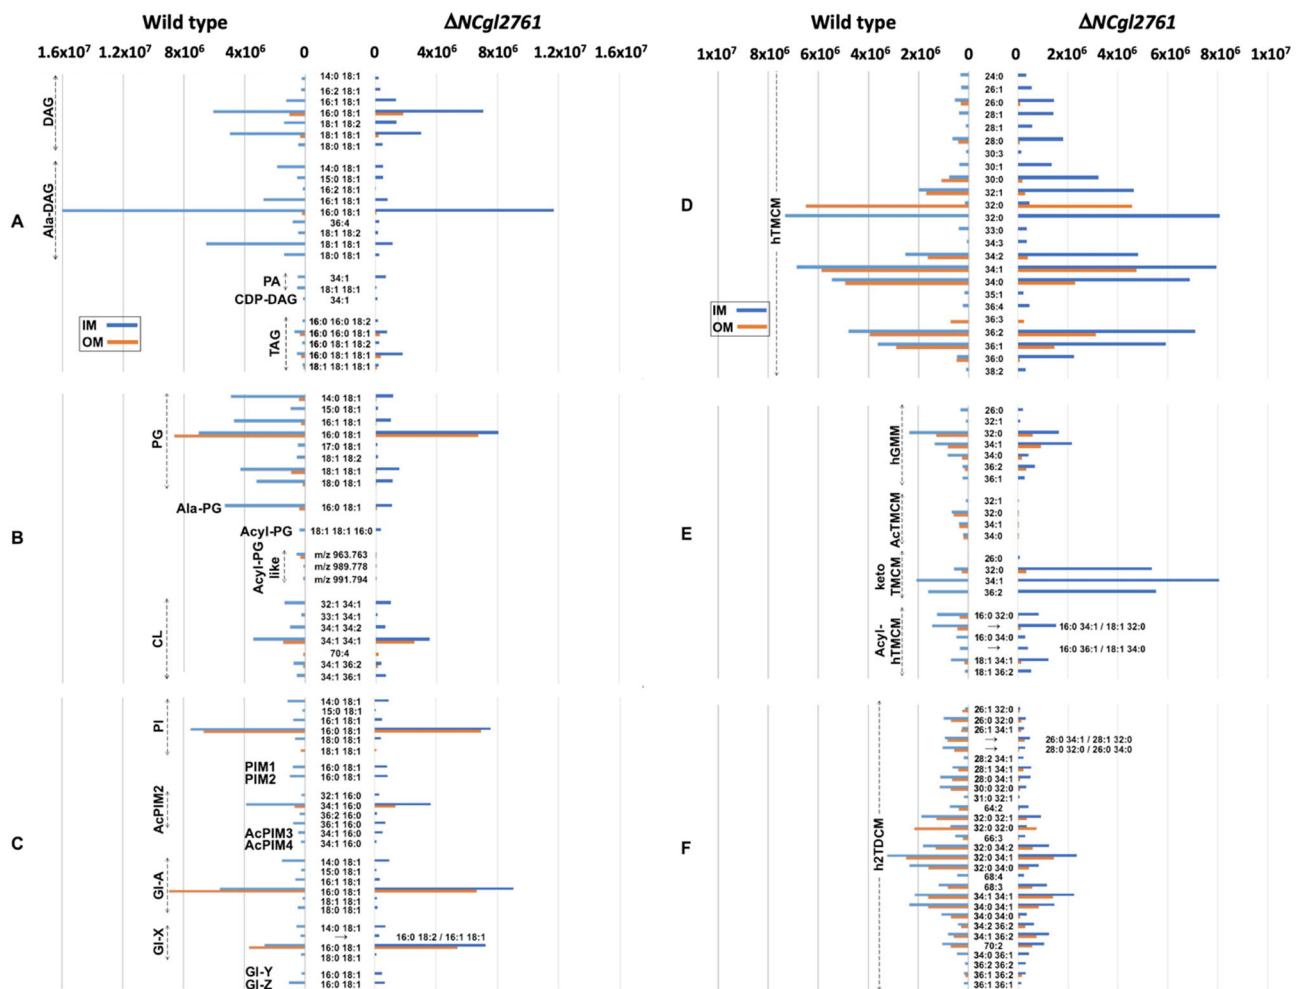 Wild type ΔNCgl2761
1.6x10⁷ 1.2x10⁷ 8x10⁶ 4x10⁶ 0 0 4x10⁶ 8x10⁶ 1.2x10⁷ 1.6x10⁷
A
DAG
14:0 18:1
16:2 18:1
16:1 18:1
16:0 18:1
18:1 18:2
18:1 18:1
18:0 18:1
Ala-DAG
14:0 18:1
15:0 18:1
16:2 18:1
16:1 18:1
16:0 18:1
36:4
18:1 18:2
18:1 18:1
18:0 18:1
PA
34:1
18:1 18:1
CDP-DAG 34:1
IM
OM
TAG
16:0 16:0 18:2
16:0 16:0 18:1
16:0 18:1 18:2
16:0 18:1 18:1
18:1 18:1 18:1
B
PG
14:0 18:1
15:0 18:1
16:1 18:1
16:0 18:1
17:0 18:1
18:1 18:2
18:1 18:1
18:0 18:1
Ala-PG 16:0 18:1
Acyl-PG 18:1 18:1 16:0
Acyl-PG like
m/z 963.763
m/z 989.778
m/z 991.794
CL
32:1 34:1
33:1 34:1
34:1 34:2
34:1 34:1
70:4
34:1 36:2
34:1 36:1
C
PI
14:0 18:1
15:0 18:1
16:1 18:1
16:0 18:1
18:0 18:1
18:1 18:1
PIM1 16:0 18:1
PIM2 16:0 18:1
AcPIM2
32:1 16:0
34:1 16:0
36:2 16:0
36:1 16:0
AcPIM3 34:1 16:0
AcPIM4 34:1 16:0
GI-A
14:0 18:1
15:0 18:1
16:1 18:1
16:0 18:1
18:1 18:1
18:0 18:1
GI-X
14:0 18:1
→ 16:0 18:2 / 16:1 18:1
16:0 18:1
18:0 18:1
GI-Y 16:0 18:1
GI-Z 16:0 18:1
Wild type ΔNCgl2761
1x10⁷ 8x10⁶ 6x10⁶ 4x10⁶ 2x10⁶ 0 0 2x10⁶ 4x10⁶ 6x10⁶ 8x10⁶ 1x10⁷
D
hTMCM
IM
OM
24:0
26:1
26:0
28:1
28:1
28:0
30:3
30:1
30:0
32:1
32:0
32:0
33:0
34:3
34:2
34:1
34:0
35:1
36:4
36:3
36:2
36:1
36:0
38:2
E
hGMM
26:0
32:1
32:0
34:1
34:0
36:2
36:1
AcTMCM
32:1
32:0
34:1
34:0
keto TMCM
26:0
32:0
34:1
36:2
Acyl-hTMCM
16:0 32:0
→ 16:0 34:1 / 18:1 32:0
16:0 34:0
→ 16:0 36:1 / 18:1 34:0
18:1 34:1
18:1 36:2
F
h2TDCM
26:1 32:0
26:0 32:0
26:1 34:1
→ 26:0 34:1 / 28:1 32:0
→ 28:0 32:0 / 26:0 34:0
28:2 34:1
28:1 34:1
28:0 34:1
30:0 32:0
31:0 32:1
64:2
32:0 32:1
32:0 32:0
66:3
32:0 34:2
32:0 34:1
32:0 34:0
68:4
68:3
34:1 34:1
34:0 34:1
34:0 34:0
34:2 36:2
34:1 36:2
70:2
34:0 36:1
36:2 36:2
36:1 36:2
36:1 36:1